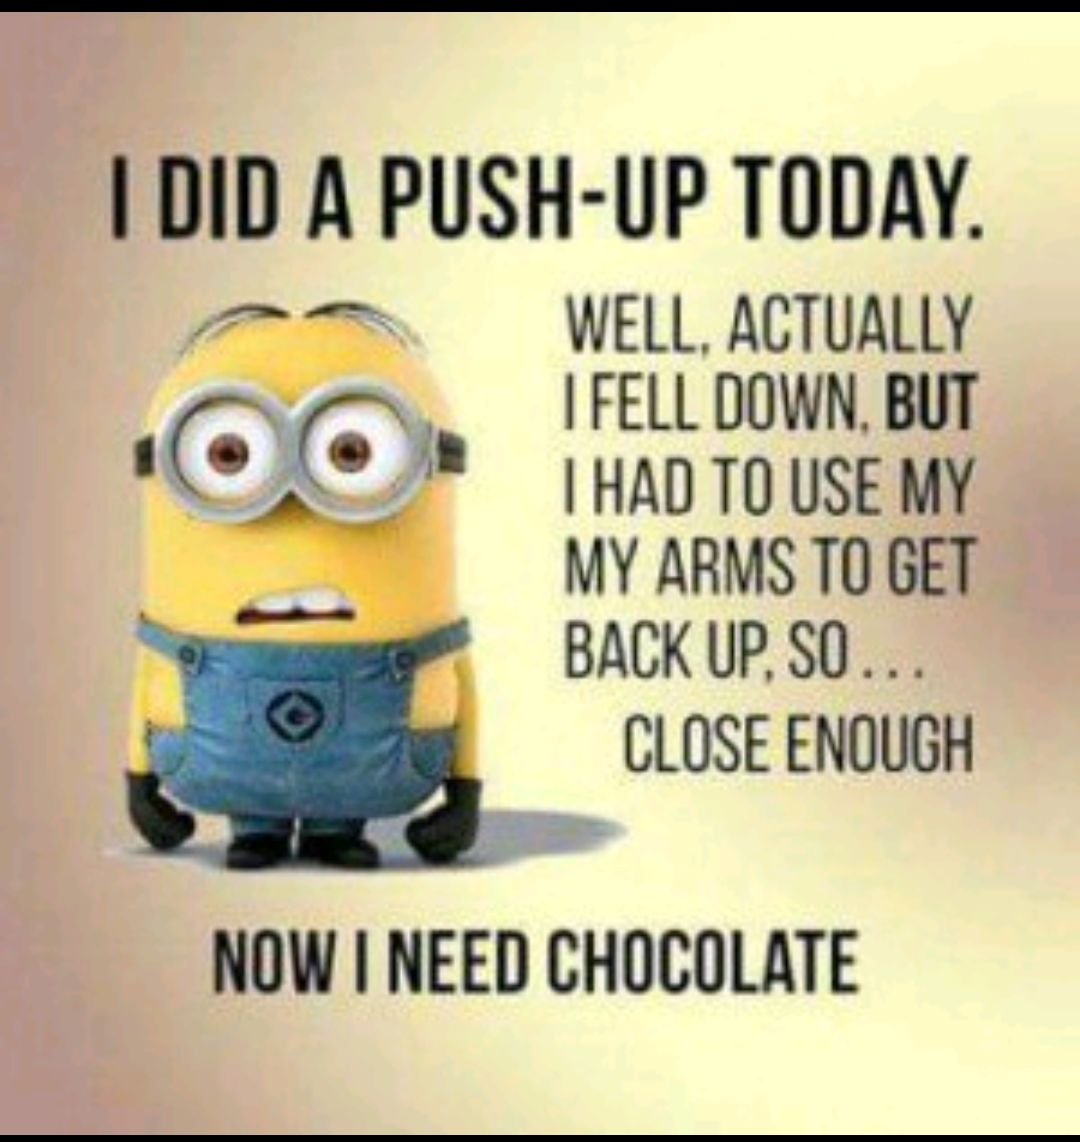 I DID A PUSH-UP TODAY.
WELL, ACTUALLY
I FELL DOWN, BUT
I HAD TO USE MY
MY ARMS TO GET
BACK UP, SO . . .
CLOSE ENOUGH
NOW I NEED CHOCOLATE